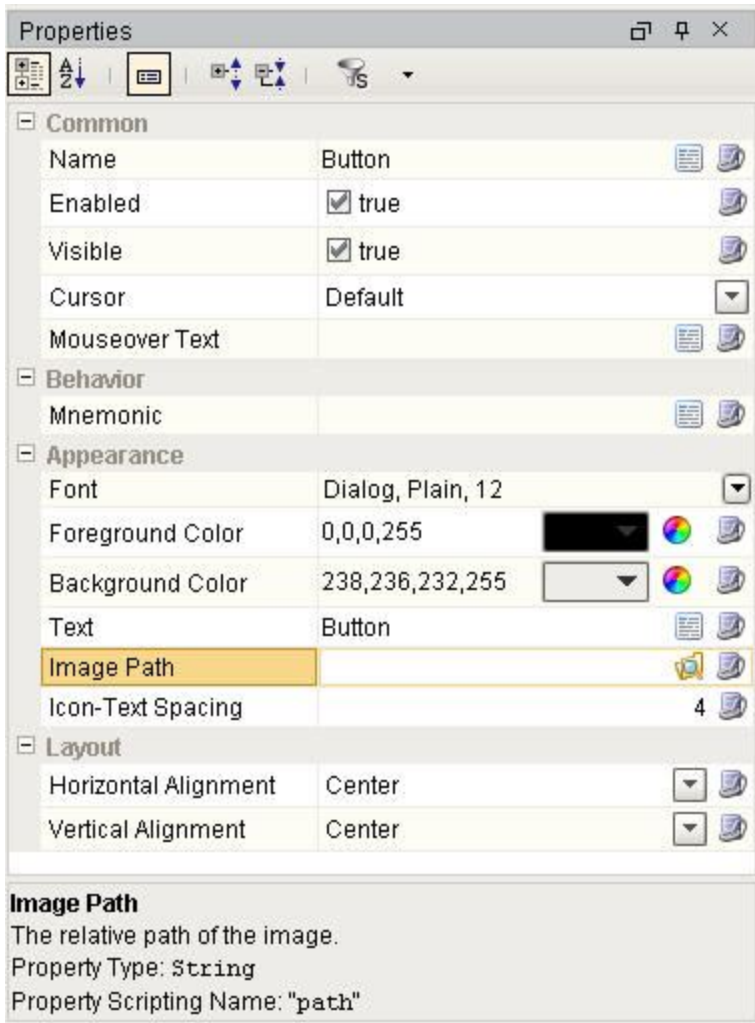 Properties
Common
Name Button
Enabled true
Visible true
Cursor Default
Mouseover Text
Behavior
Mnemonic
Appearance
Font Dialog, Plain, 12
Foreground Color 0,0,0,255
Background Color 238,236,232,255
Text Button
Image Path
Icon-Text Spacing 4
Layout
Horizontal Alignment Center
Vertical Alignment Center
Image Path
The relative path of the image.
Property Type: String
Property Scripting Name: "path"